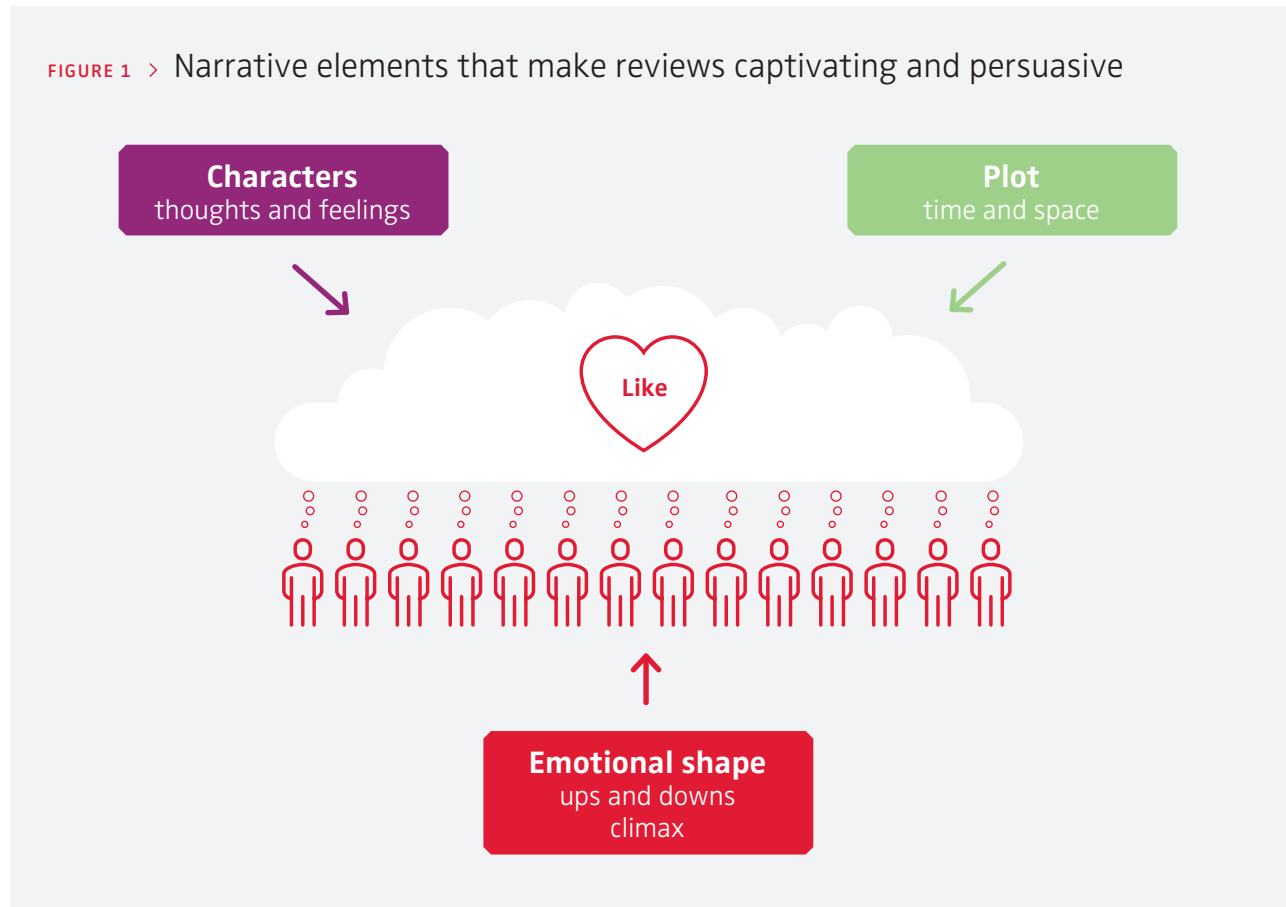 FIGURE 1 > Narrative elements that make reviews captivating and persuasive
Characters
thoughts and feelings
Plot
time and space
Like
Emotional shape
ups and downs
climax